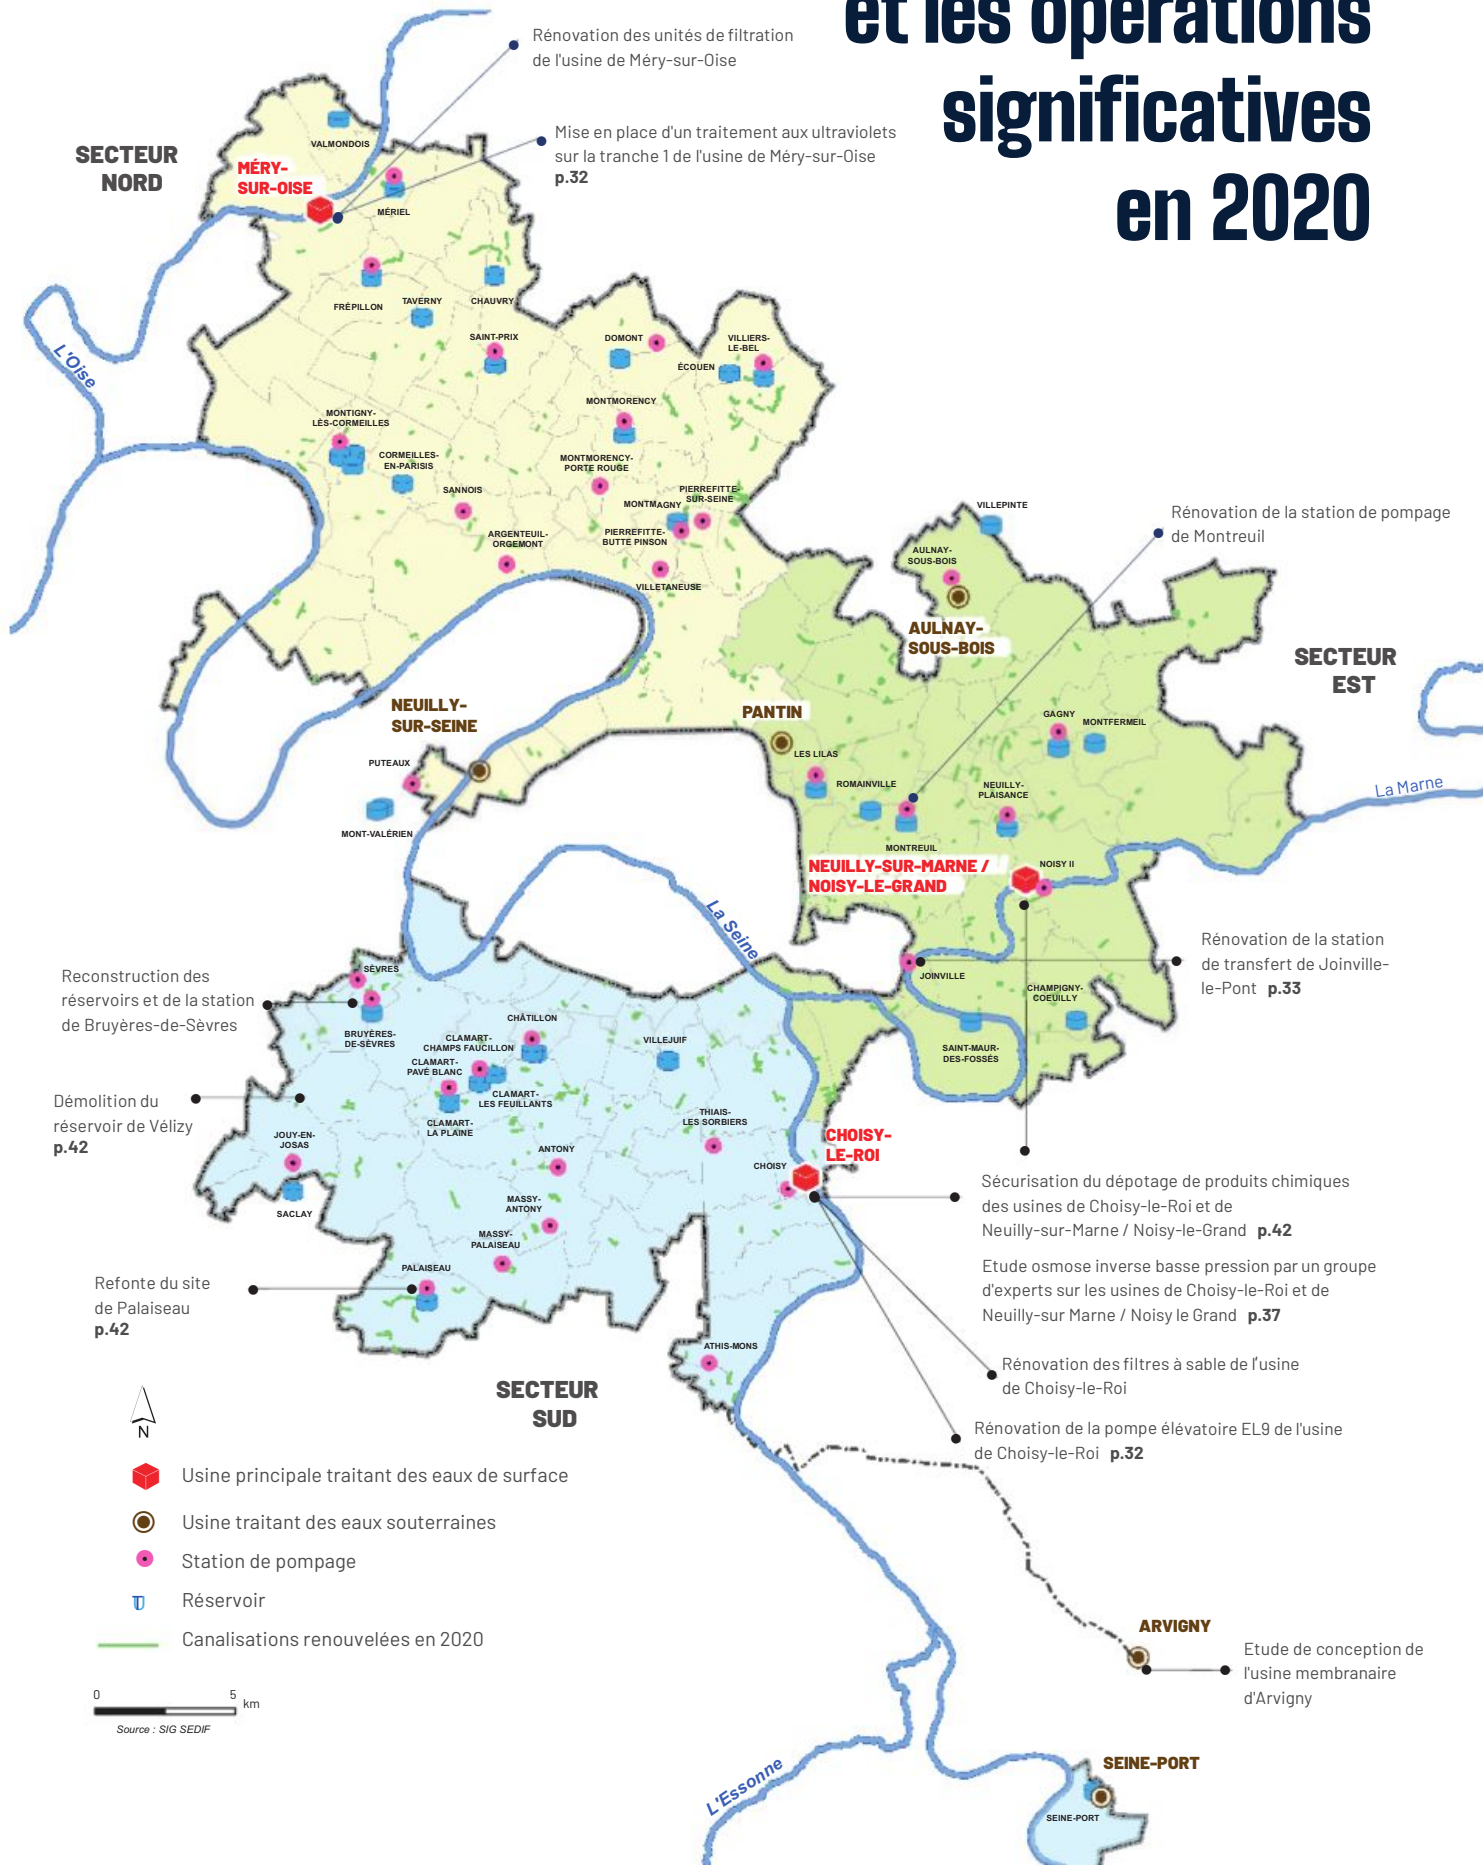 et les opérations
significatives
en 2020
Rénovation des unités de filtration
de l'usine de Méry-sur-Oise
Mise en place d'un traitement aux ultraviolets
sur la tranche 1 de l'usine de Méry-sur-Oise
p.32
SECTEUR
NORD
VALMONDOIS
MÉRY-
SUR-OISE
MÉRIEL
FRÉPILLON
TAVERNY
CHAUVRY
SAINT-PRIX
DOMONT
VILLIERS-
LE-BEL
ÉCOUEN
L'Oise
MONTIGNY-
LÈS-CORMEILLES
MONTMORENCY
CORMEILLES-
EN-PARISIS
MONTMORENCY-
PORTE ROUGE
SANNOIS
PIERREFITTE-
SUR-SEINE
MONTMAGNY
ARGENTEUIL-
ORGEMONT
PIERREFITTE-
BUTTE PINSON
VILLETANEUSE
VILLEPINTE
Rénovation de la station de pompage
de Montreuil
AULNAY-
SOUS-BOIS
AULNAY-
SOUS-BOIS
SECTEUR
EST
NEUILLY-
SUR-SEINE
PANTIN
GAGNY
MONTFERMEIL
PUTEAUX
LES LILAS
ROMAINVILLE
NEUILLY-
PLAISANCE
La Marne
MONT-VALÉRIEN
MONTREUIL
NEUILLY-SUR-MARNE /
NOISY-LE-GRAND
NOISY II
La Seine
Rénovation de la station
de transfert de Joinville-
le-Pont p.33
JOINVILLE
CHAMPIGNY-
COEUILLY
SAINT-MAUR-
DES-FOSSÉS
Reconstruction des
réservoirs et de la station
de Bruyères-de-Sèvres
SÈVRES
BRUYÈRES-
DE-SÈVRES
CHÂTILLON
CLAMART-
CHAMPS FAUCILLON
CLAMART-
PAVÉ BLANC
CLAMART-
LES FEUILLANTS
CLAMART-
LA PLAINE
VILLEJUIF
Démolition du
réservoir de Vélizy
p.42
THIAIS-
LES SORBIERS
JOUY-EN-
JOSAS
ANTONY
CHOISY
CHOISY-
LE-ROI
SACLAY
MASSY-
ANTONY
MASSY-
PALAISEAU
PALAISEAU
Sécurisation du dépotage de produits chimiques
des usines de Choisy-le-Roi et de
Neuilly-sur-Marne / Noisy-le-Grand p.42
Etude osmose inverse basse pression par un groupe
d'experts sur les usines de Choisy-le-Roi et de
Neuilly-sur Marne / Noisy le Grand p.37
Refonte du site
de Palaiseau
p.42
ATHIS-MONS
Rénovation des filtres à sable de l'usine
de Choisy-le-Roi
SECTEUR
SUD
Rénovation de la pompe élévatoire EL9 de l'usine
de Choisy-le-Roi p.32
N
Usine principale traitant des eaux de surface
Usine traitant des eaux souterraines
Station de pompage
Réservoir
Canalisations renouvelées en 2020
0 5 km
Source : SIG SEDIF
ARVIGNY
Etude de conception de
l'usine membranaire
d'Arvigny
L'Essonne
SEINE-PORT
SEINE-PORT